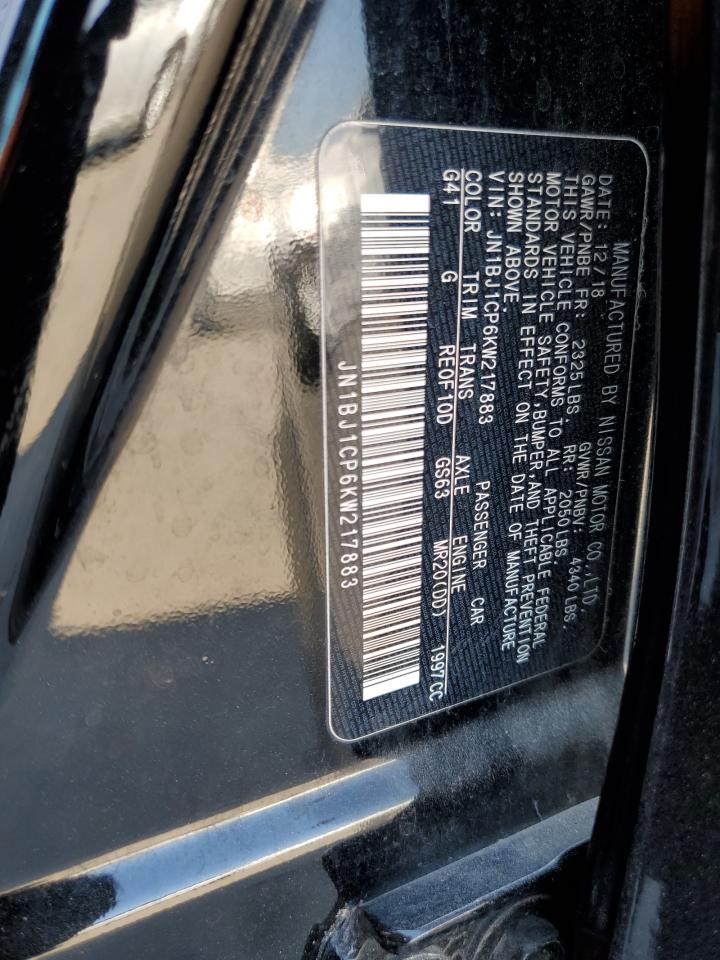 MANUFACTURED BY NISSAN MOTOR CO.,LTD.
DATE: 12/18 GVWR/PNBV: 4340 LBS.
GAWR/PNBE FR: 2325 LBS RR: 2050 LBS.
THIS VEHICLE CONFORMS TO ALL APPLICABLE FEDERAL
MOTOR VEHICLE SAFETY,BUMPER,AND THEFT PREVENTION
STANDARDS IN EFFECT ON THE DATE OF MANUFACTURE
SHOWN ABOVE.
VIN: JN1BJ1CP6KW217883 PASSENGER CAR
COLOR TRIM TRANS AXLE ENGINE
G41 G RE0F10D GS63 MR20(DD) 1997CC
JN1BJ1CP6KW217883